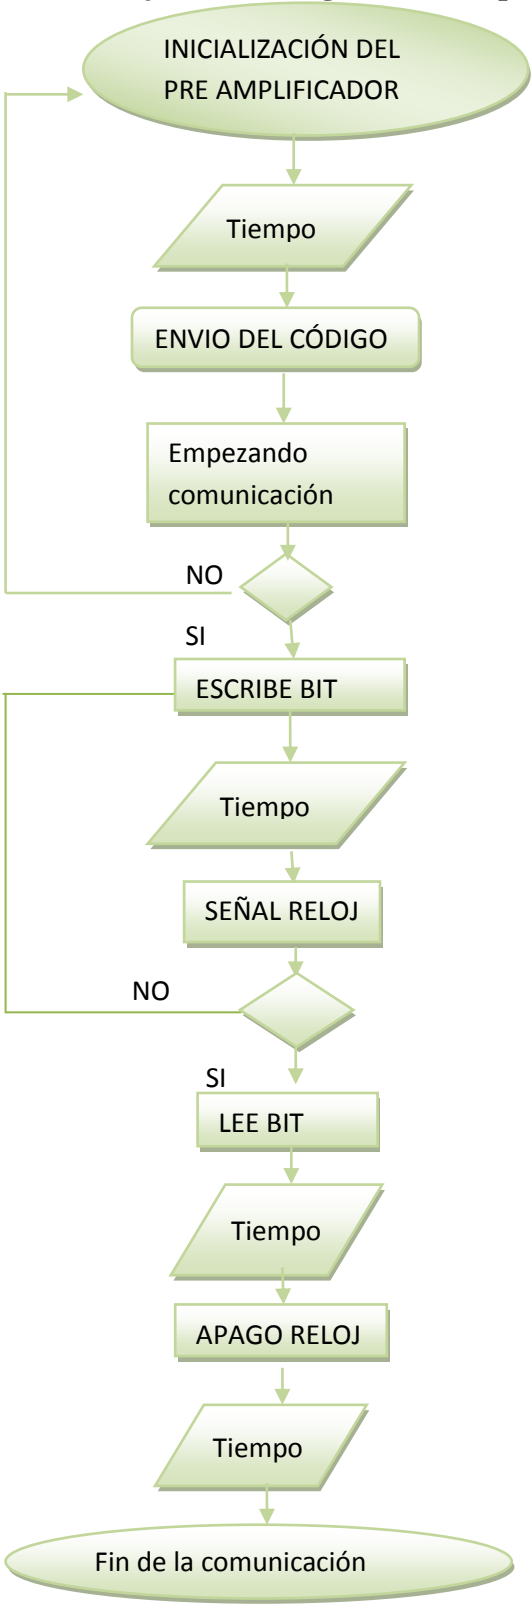 INICIALIZACIÓN DEL
PRE AMPLIFICADOR
Tiempo
ENVIO DEL CÓDIGO
Empezando
comunicación
NO
SI
ESCRIBE BIT
Tiempo
SEÑAL RELOJ
NO
SI
LEE BIT
Tiempo
APAGO RELOJ
Tiempo
Fin de la comunicación